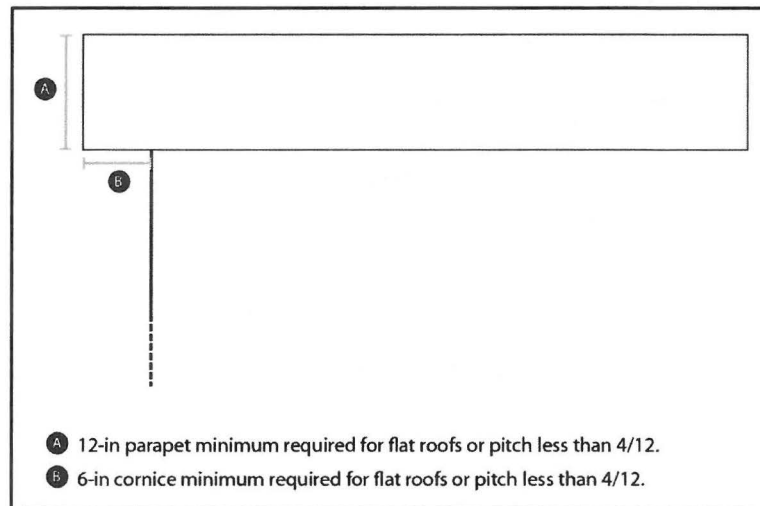 A
B
A 12-in parapet minimum required for flat roofs or pitch less than 4/12.
B 6-in cornice minimum required for flat roofs or pitch less than 4/12.